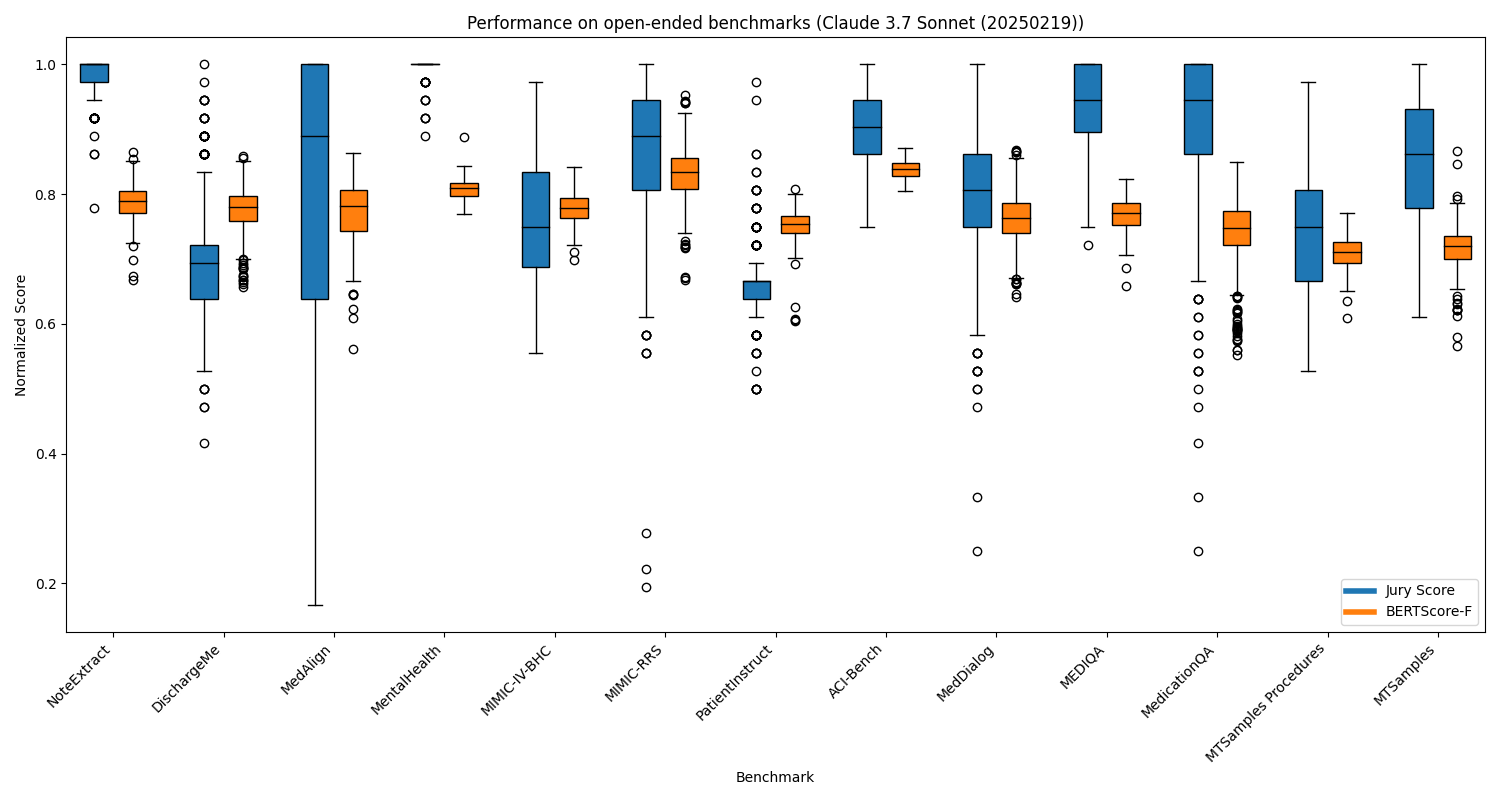 Performance on open-ended benchmarks (Claude 3.7 Sonnet (20250219))
Normalized Score
1.0
0.8
0.6
0.4
0.2
Jury Score
BERTScore-F
NoteExtract
DischargeMe
MedAlign
MentalHealth
MIMIC-IV-BHC
MIMIC-RRS
PatientInstruct
ACI-Bench
MedDialog
MEDIQA
MedicationQA
MTSamples Procedures
MTSamples
Benchmark